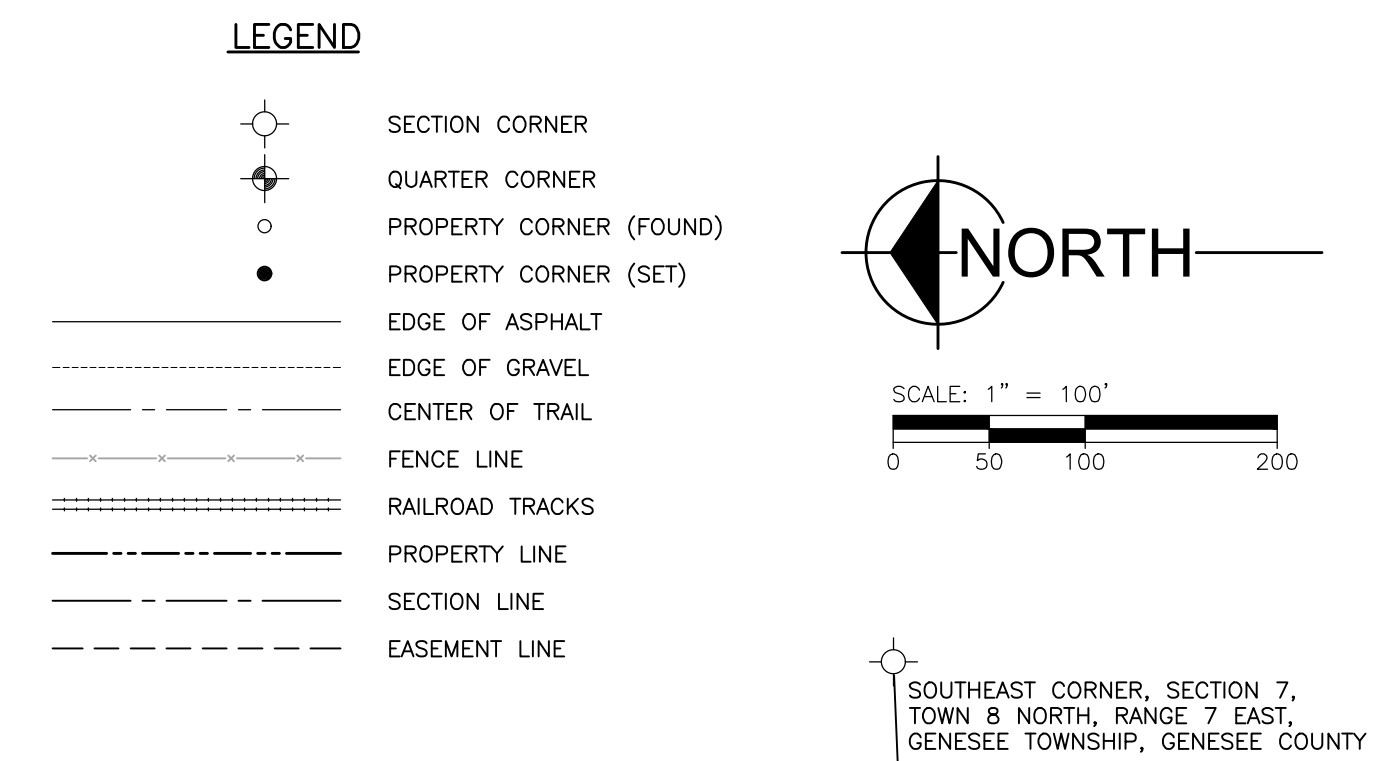 LEGEND
SECTION CORNER
QUARTER CORNER
PROPERTY CORNER (FOUND)
PROPERTY CORNER (SET)
EDGE OF ASPHALT
EDGE OF GRAVEL
CENTER OF TRAIL
FENCE LINE
RAILROAD TRACKS
PROPERTY LINE
SECTION LINE
EASEMENT LINE
NORTH
SCALE: 1" = 100'
0 50 100 200
SOUTHEAST CORNER, SECTION 7,
TOWN 8 NORTH, RANGE 7 EAST,
GENESEE TOWNSHIP, GENESEE COUNTY